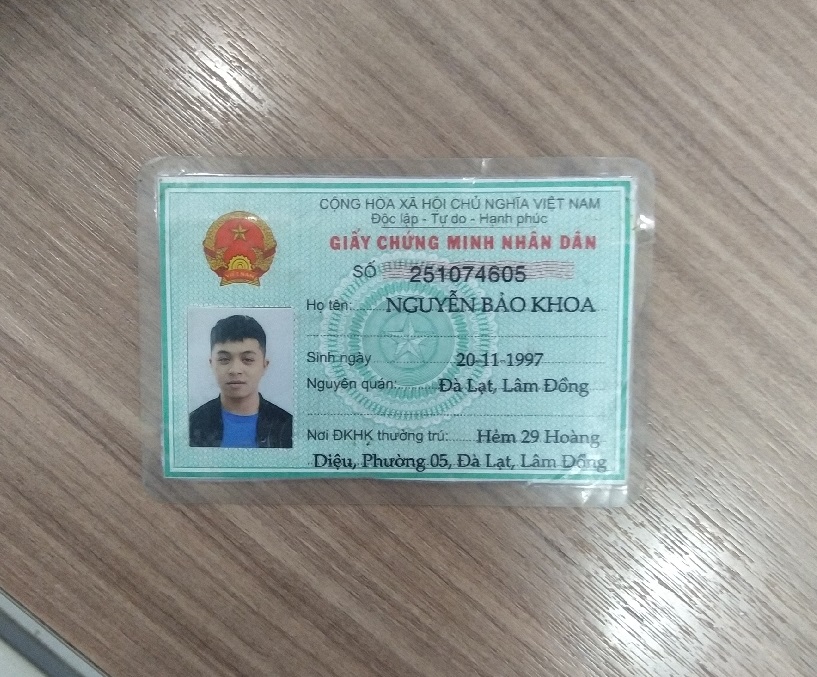 CỘNG HÒA XÃ HỘI CHỦ NGHĨA VIỆT NAM
Độc lập - Tự do - Hạnh phúc
GIẤY CHỨNG MINH NHÂN DÂN
SỐ 251074605
Họ tên: NGUYỄN BẢO KHOA
Sinh ngày 20-11-1997
Nguyên quán: Đà Lạt, Lâm Đồng
Nơi ĐKHK thường trú: Hẻm 29 Hoàng
Diệu, Phường 05, Đà Lạt, Lâm Đồng
VIỆT NAM